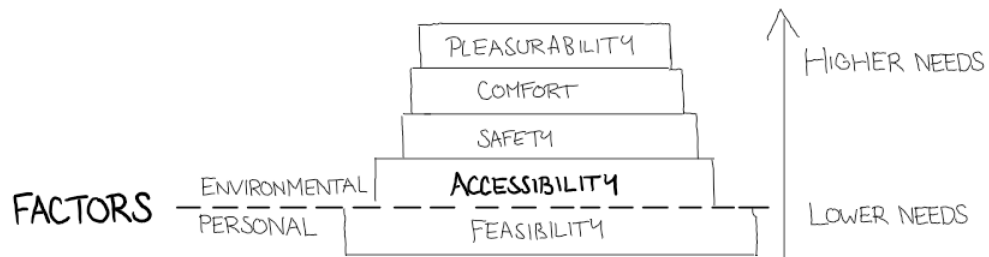 PLEASURABILITY
HIGHER NEEDS
COMFORT
SAFETY
ENVIRONMENTAL
ACCESSIBILITY
FACTORS
PERSONAL
FEASIBILITY
LOWER NEEDS